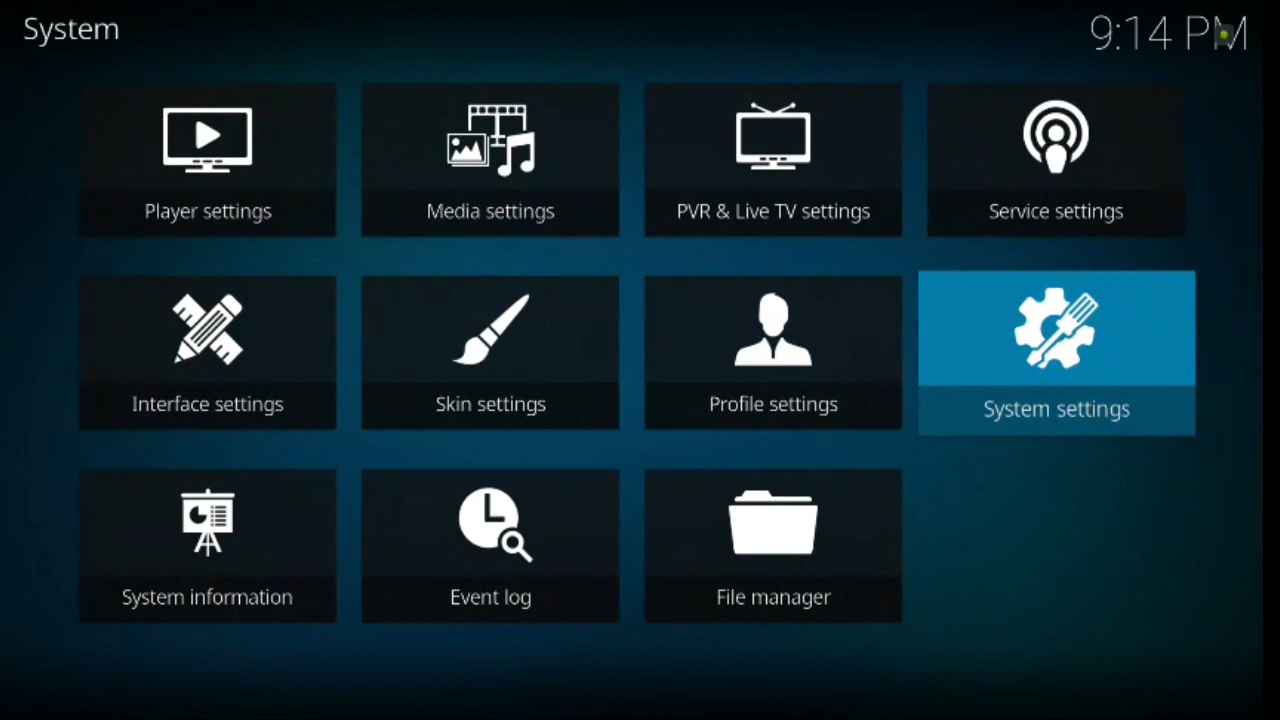 System
9:14 PM
Player settings
Media settings
PVR & Live TV settings
Service settings
Interface settings
Skin settings
Profile settings
System settings
System information
Event log
File manager